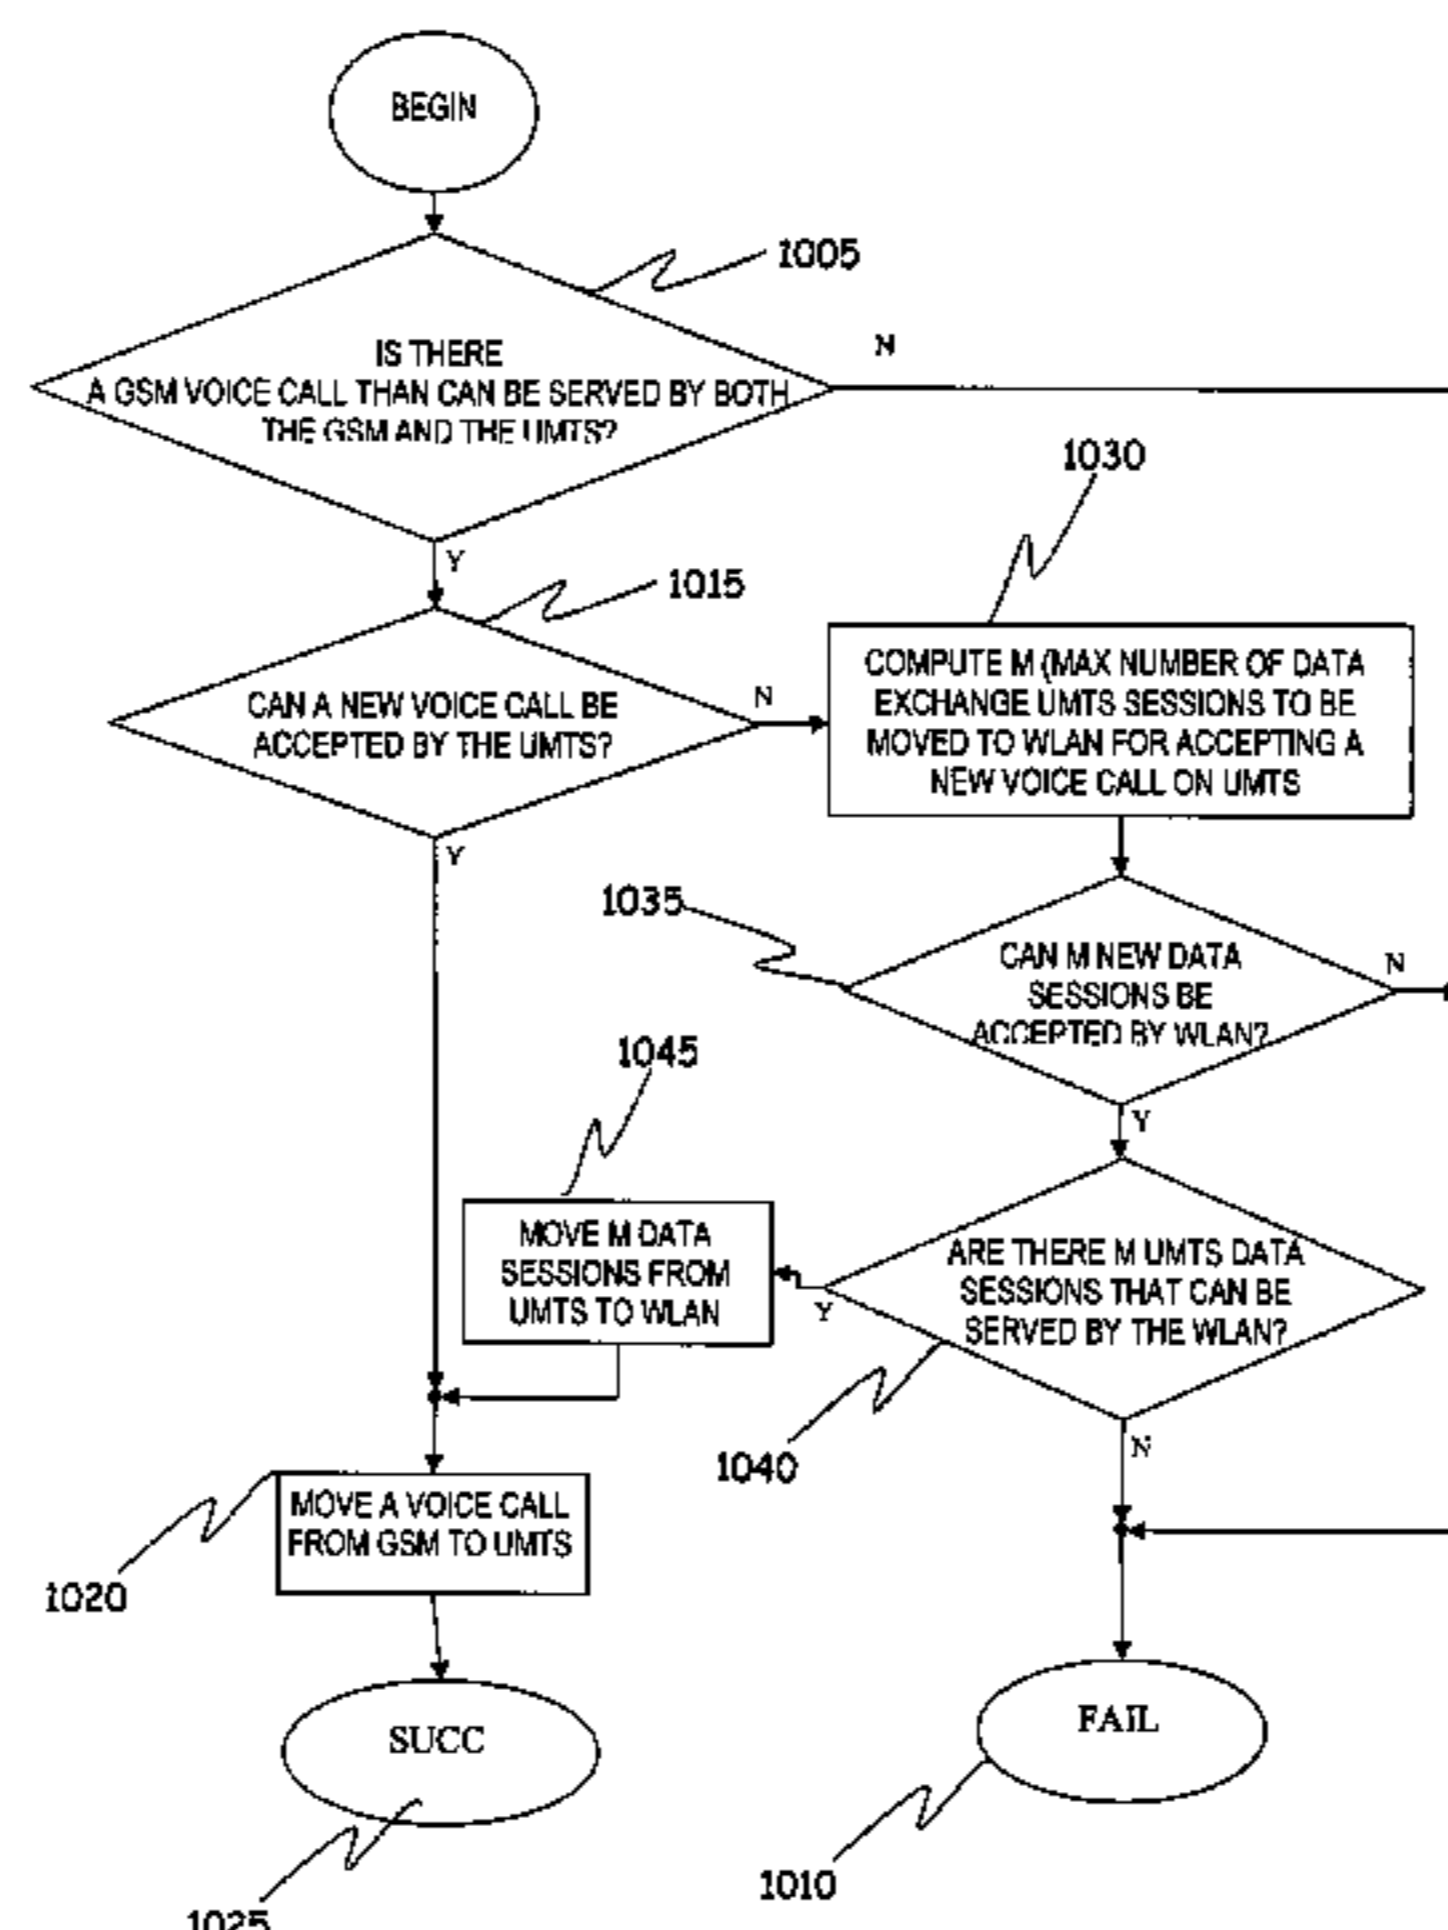 BEGIN
1005
IS THERE
A GSM VOICE CALL THAN CAN BE SERVED BY BOTH
THE GSM AND THE UMTS?
N
1030
Y
1015
CAN A NEW VOICE CALL BE
ACCEPTED BY THE UMTS?
N
COMPUTE M (MAX NUMBER OF DATA
EXCHANGE UMTS SESSIONS TO BE
MOVED TO WLAN FOR ACCEPTING A
NEW VOICE CALL ON UMTS
Y
1035
CAN M NEW DATA
SESSIONS BE
ACCEPTED BY WLAN?
N
Y
1045
MOVE M DATA
SESSIONS FROM
UMTS TO WLAN
ARE THERE M UMTS DATA
SESSIONS THAT CAN BE
SERVED BY THE WLAN?
Y
N
1040
MOVE A VOICE CALL
FROM GSM TO UMTS
1020
SUCC
FAIL
1010
1025